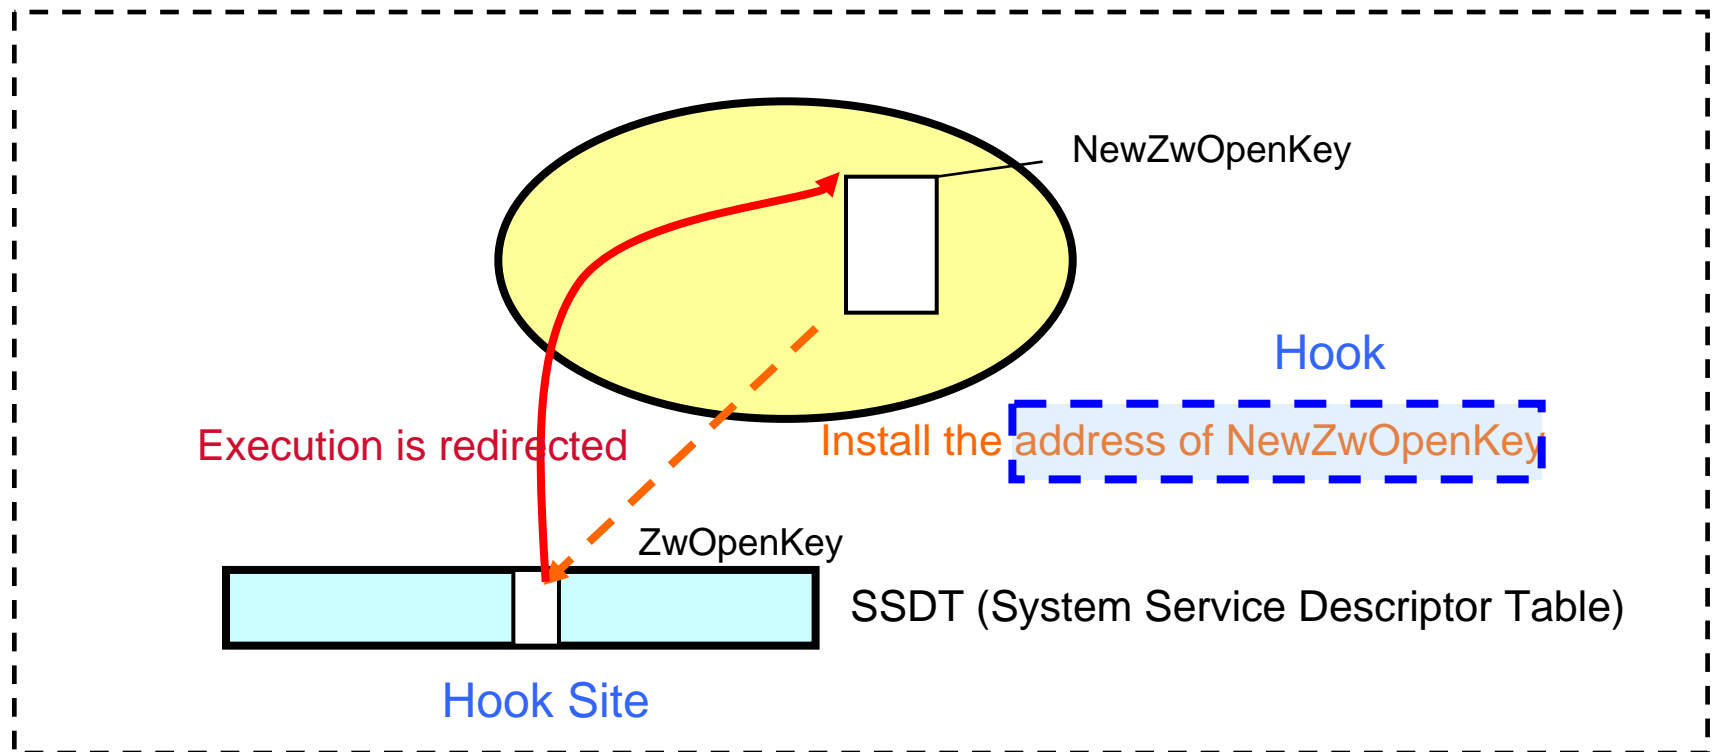 NewZwOpenKey
Hook
Execution is redirected
Install the address of NewZwOpenKey
ZwOpenKey
SSDT (System Service Descriptor Table)
Hook Site